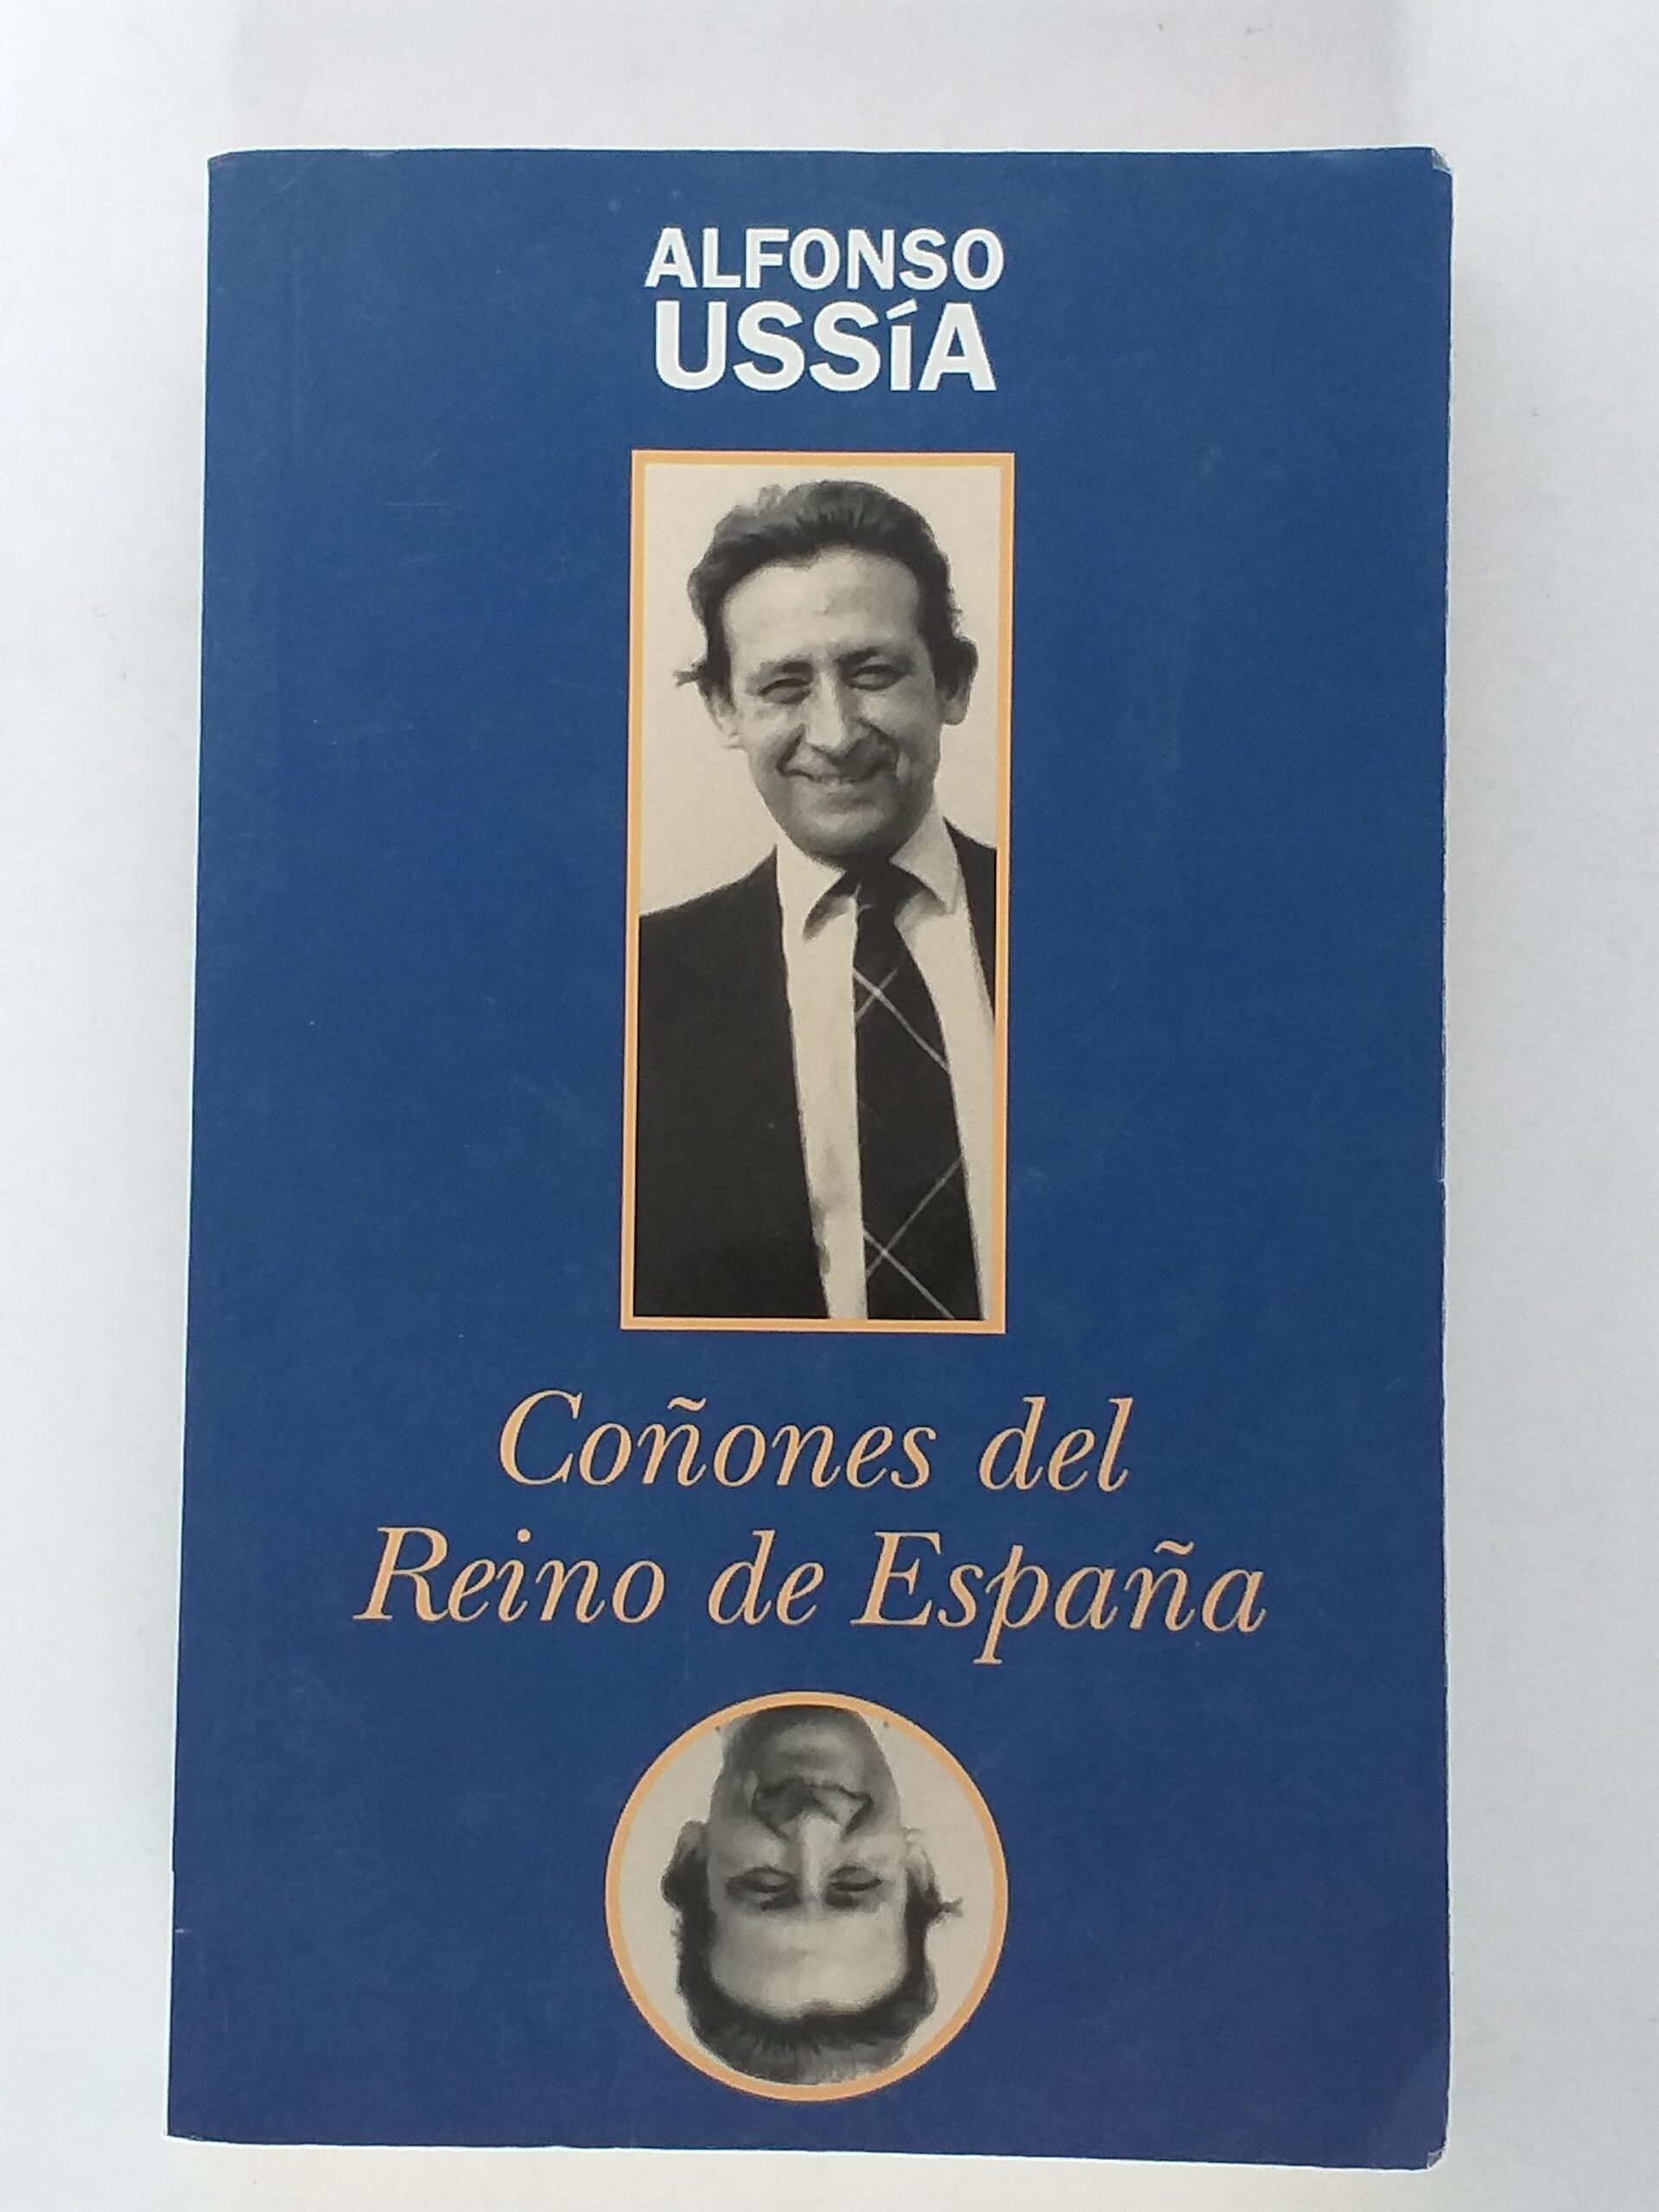 ALFONSO
USSíA
Coñones del
Reino de España